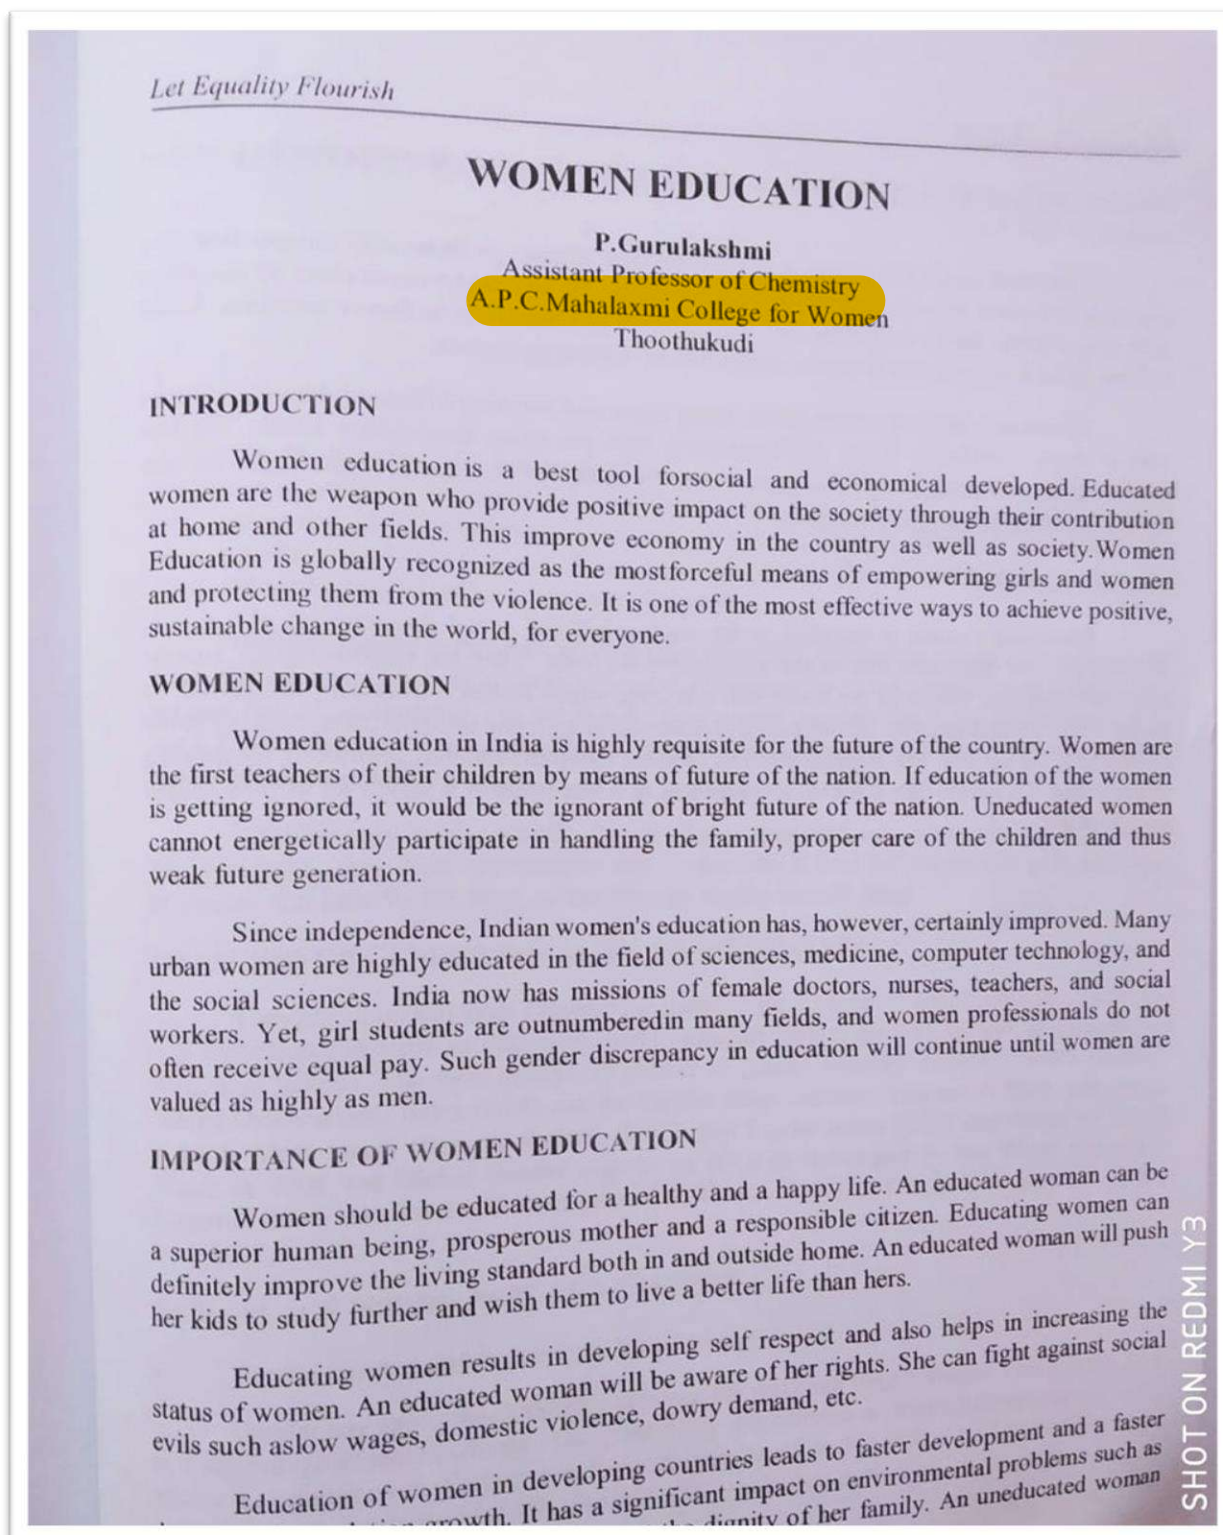 Let Equality Flourish
WOMEN EDUCATION
P.Gurulakshmi
Assistant Professor of Chemistry
A.P.C.Mahalaxmi College for Women
Thoothukudi
INTRODUCTION
Women education is a best tool forsocial and economical developed. Educated
women are the weapon who provide positive impact on the society through their contribution
at home and other fields. This improve economy in the country as well as society. Women
Education is globally recognized as the mostforceful means of empowering girls and women
and protecting them from the violence. It is one of the most effective ways to achieve positive,
sustainable change in the world, for everyone.
WOMEN EDUCATION
Women education in India is highly requisite for the future of the country. Women are
the first teachers of their children by means of future of the nation. If education of the women
is getting ignored, it would be the ignorant of bright future of the nation. Uneducated women
cannot energetically participate in handling the family, proper care of the children and thus
weak future generation.
Since independence, Indian women's education has, however, certainly improved. Many
urban women are highly educated in the field of sciences, medicine, computer technology, and
the social sciences. India now has missions of female doctors, nurses, teachers, and social
workers. Yet, girl students are outnumberedin many fields, and women professionals do not
often receive equal pay. Such gender discrepancy in education will continue until women are
valued as highly as men.
IMPORTANCE OF WOMEN EDUCATION
Women should be educated for a healthy and a happy life. An educated woman can be
a superior human being, prosperous mother and a responsible citizen. Educating women can
definitely improve the living standard both in and outside home. An educated woman will push
her kids to study further and wish them to live a better life than hers.
Educating women results in developing self respect and also helps in increasing the
status of women. An educated woman will be aware of her rights. She can fight against social
evils such aslow wages, domestic violence, dowry demand, etc.
Education of women in developing countries leads to faster development and a faster
growth. It has a significant impact on environmental problems such as
dignity of her family. An uneducated woman
SHOT ON REDMI Y3